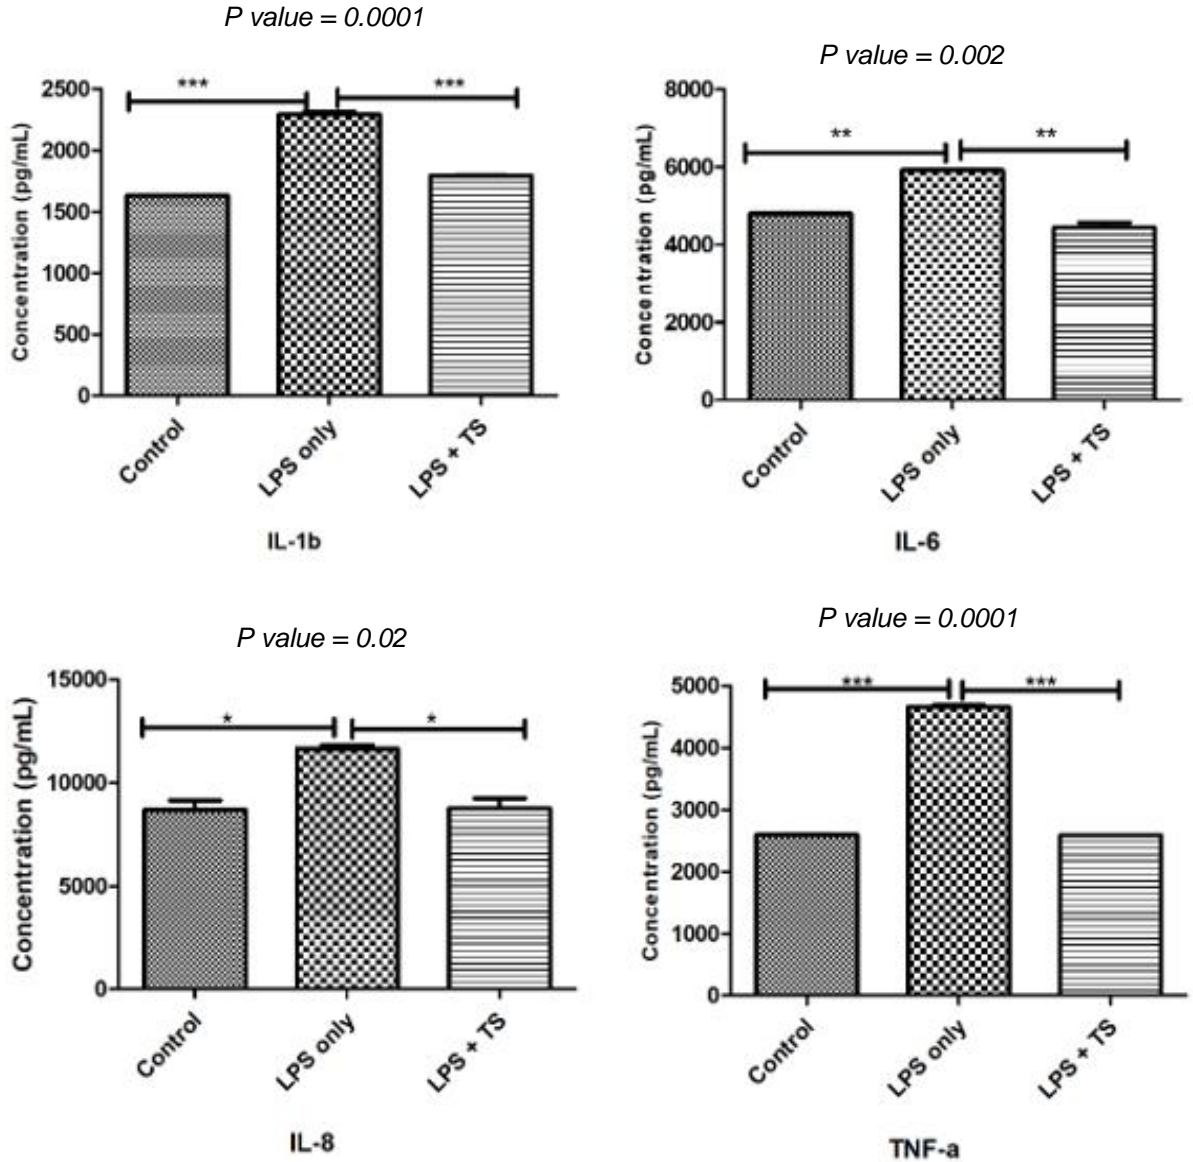 P value = 0.0001
***
***
2500
2000
1500
1000
500
0
Concentration (pg/mL)
Control
LPS only
LPS + TS
IL-1b
P value = 0.002
**
**
8000
6000
4000
2000
0
Concentration (pg/mL)
Control
LPS only
LPS + TS
IL-6
P value = 0.02
*
*
15000
10000
5000
0
Concentration (pg/mL)
Control
LPS only
LPS + TS
IL-8
P value = 0.0001
***
***
5000
4000
3000
2000
1000
0
Concentration (pg/mL)
Control
LPS only
LPS + TS
TNF-a